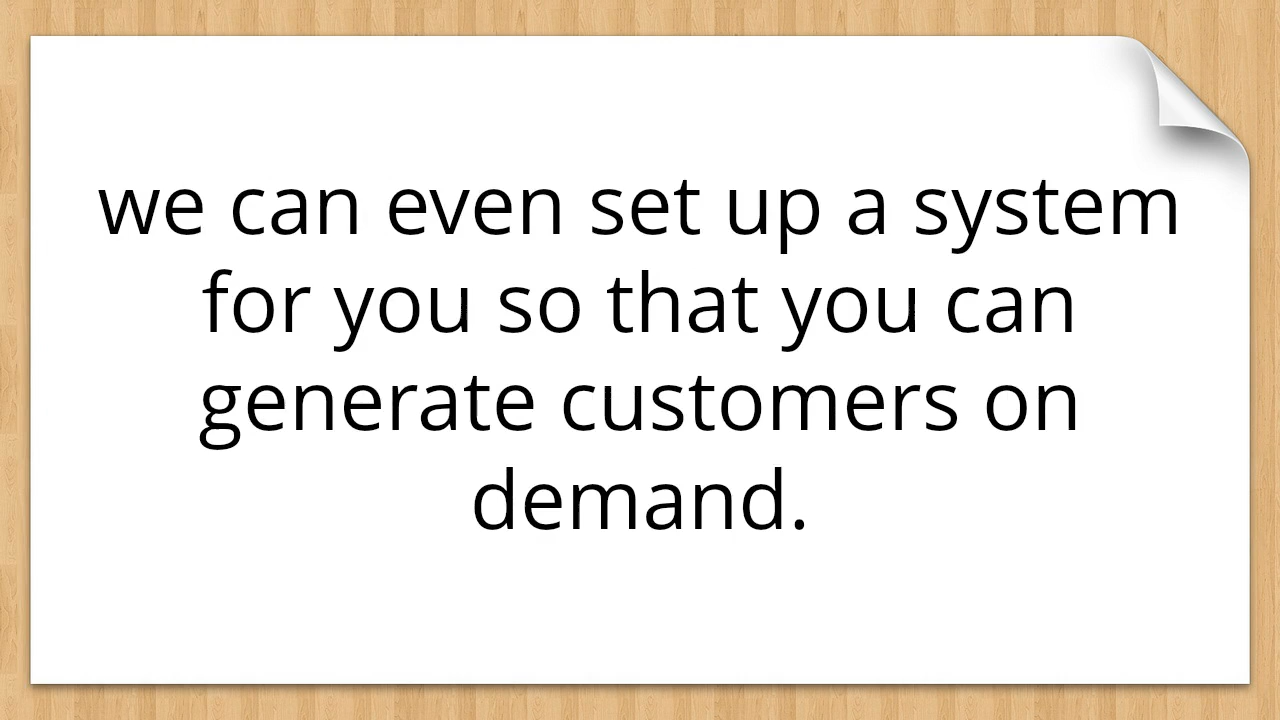 we can even set up a system
for you so that you can
generate customers on
demand.